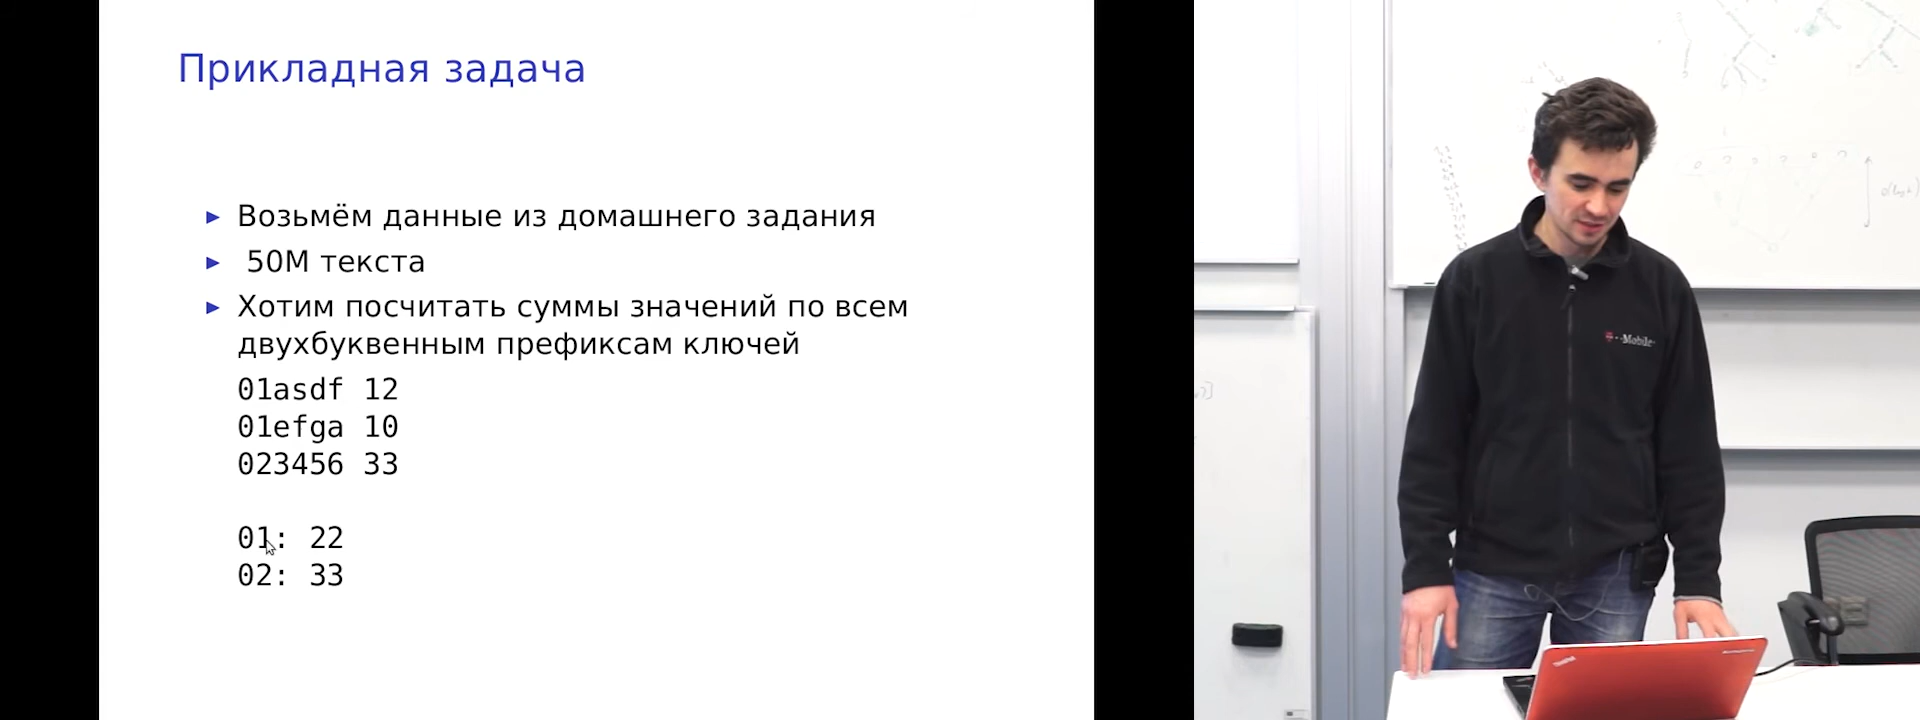 Прикладная задача
Возьмём данные из домашнего задания
50M текста
Хотим посчитать суммы значений по всем
двухбуквенным префиксам ключей
01asdf 12
01efga 10
023456 33
01: 22
02: 33
T··Mobile·
ThinkPad